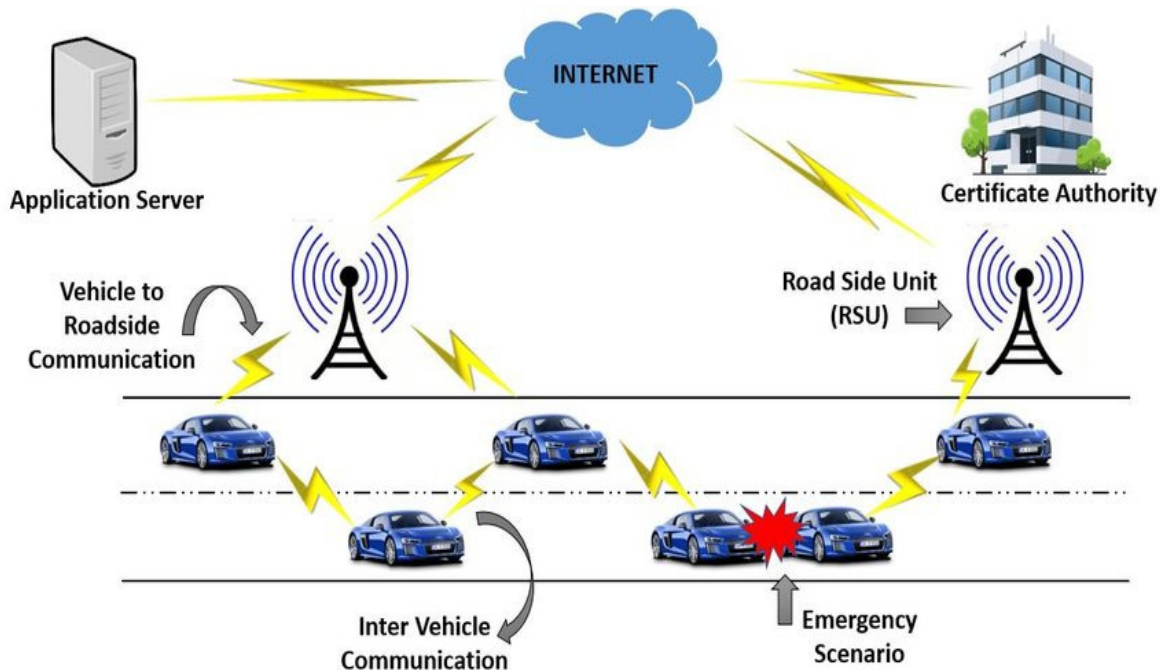 INTERNET
Application Server
Certificate Authority
Vehicle to
Roadside
Communication
Road Side Unit
(RSU)
Inter Vehicle
Communication
Emergency
Scenario